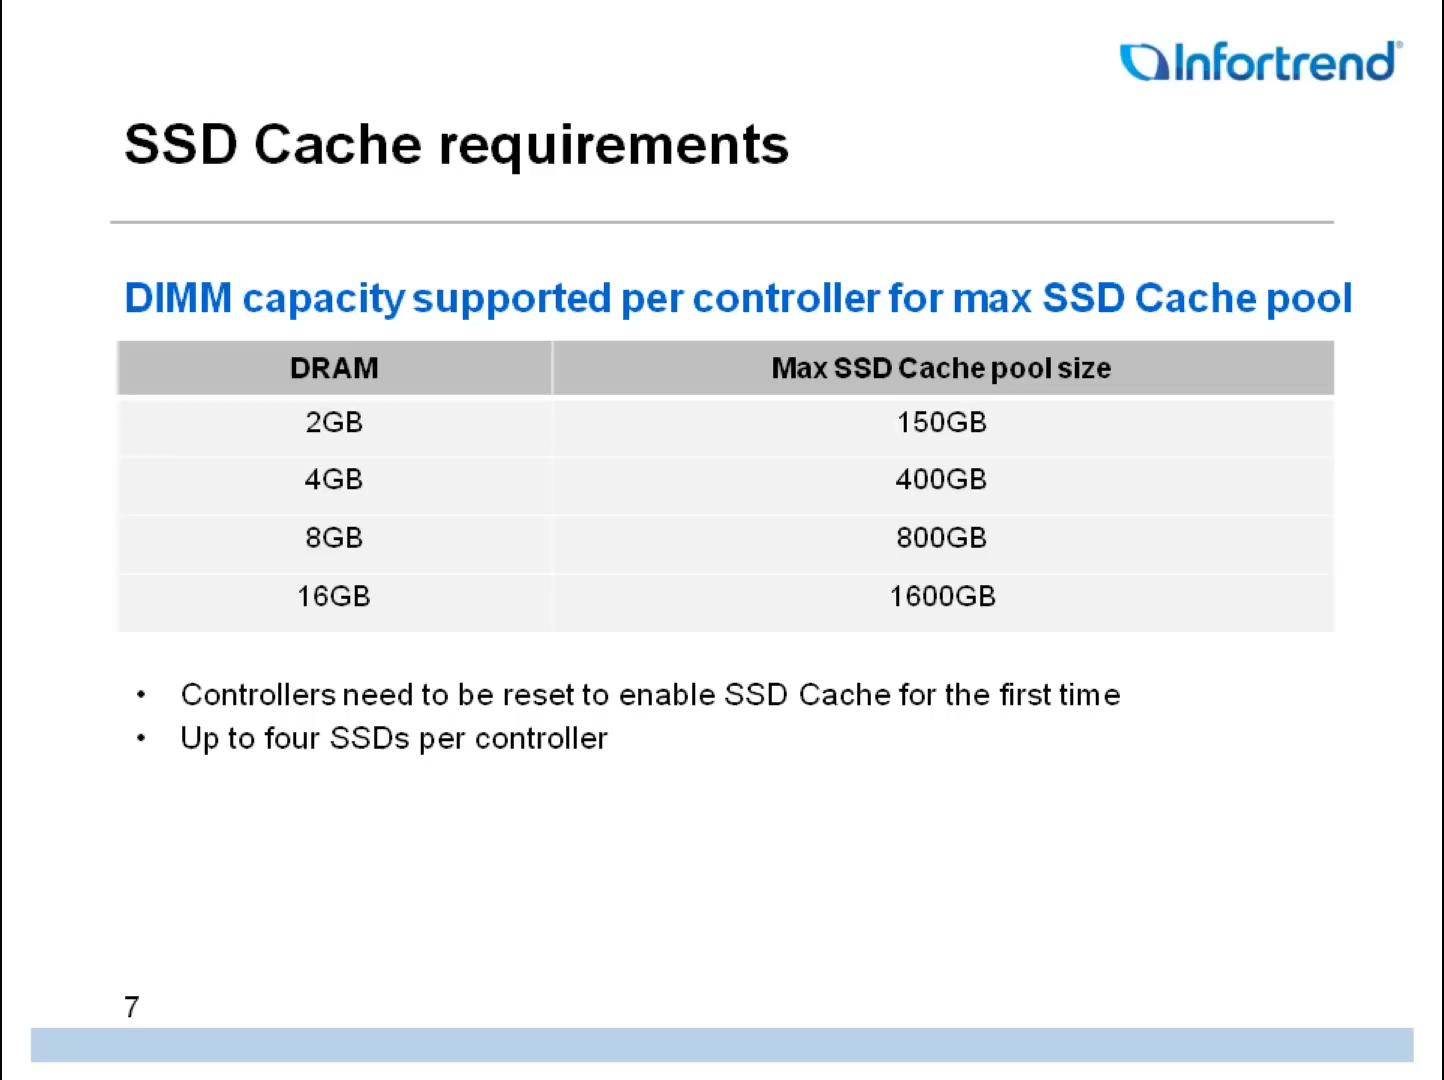 Infortrend®
SSD Cache requirements
DIMM capacity supported per controller for max SSD Cache pool
DRAM Max SSD Cache pool size
2GB 150GB
4GB 400GB
8GB 800GB
16GB 1600GB
• Controllers need to be reset to enable SSD Cache for the first time
• Up to four SSDs per controller
7